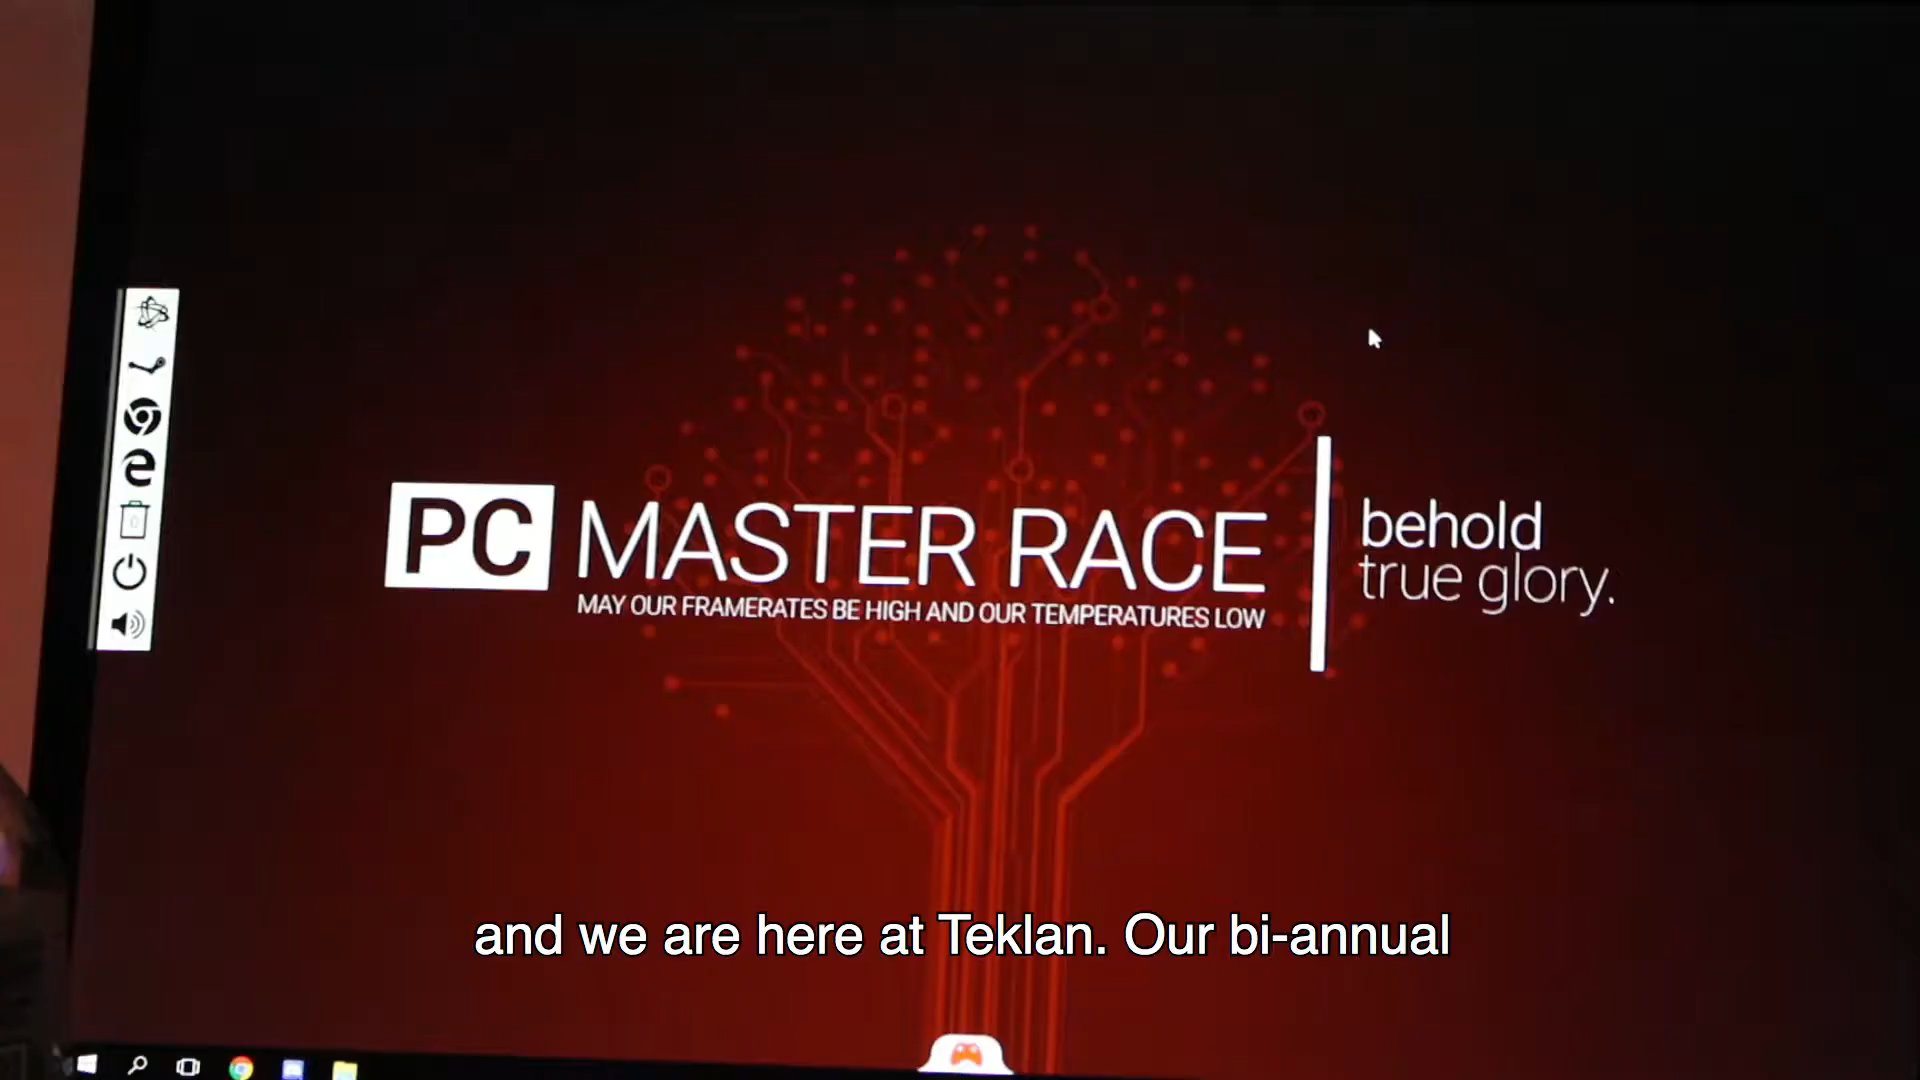 PC MASTER RACE
MAY OUR FRAMERATES BE HIGH AND OUR TEMPERATURES LOW
behold
true glory.
and we are here at Teklan. Our bi-annual